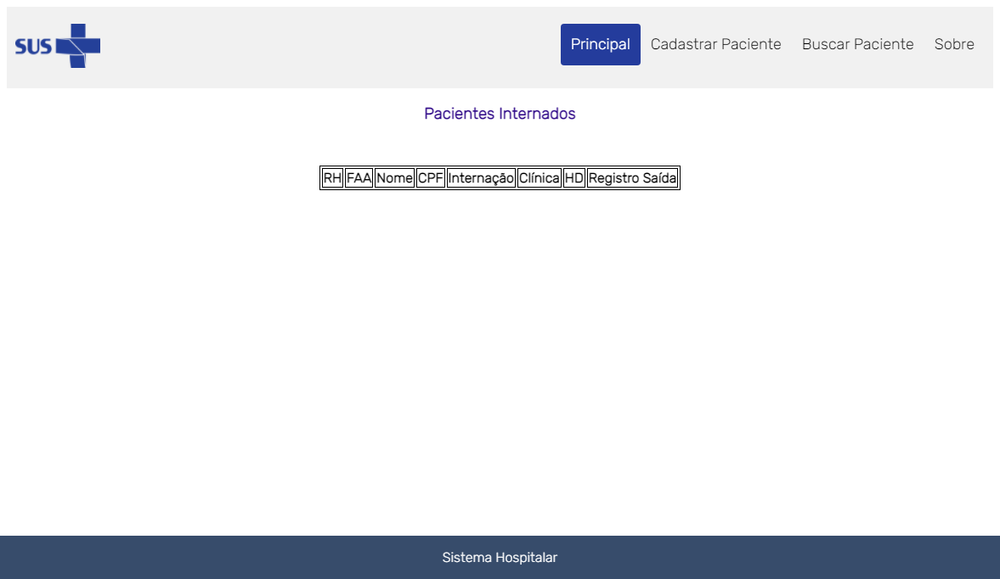 SUS
Principal Cadastrar Paciente Buscar Paciente Sobre
Pacientes Internados
RH FAA Nome CPF Internação Clínica HD Registro Saída
Sistema Hospitalar